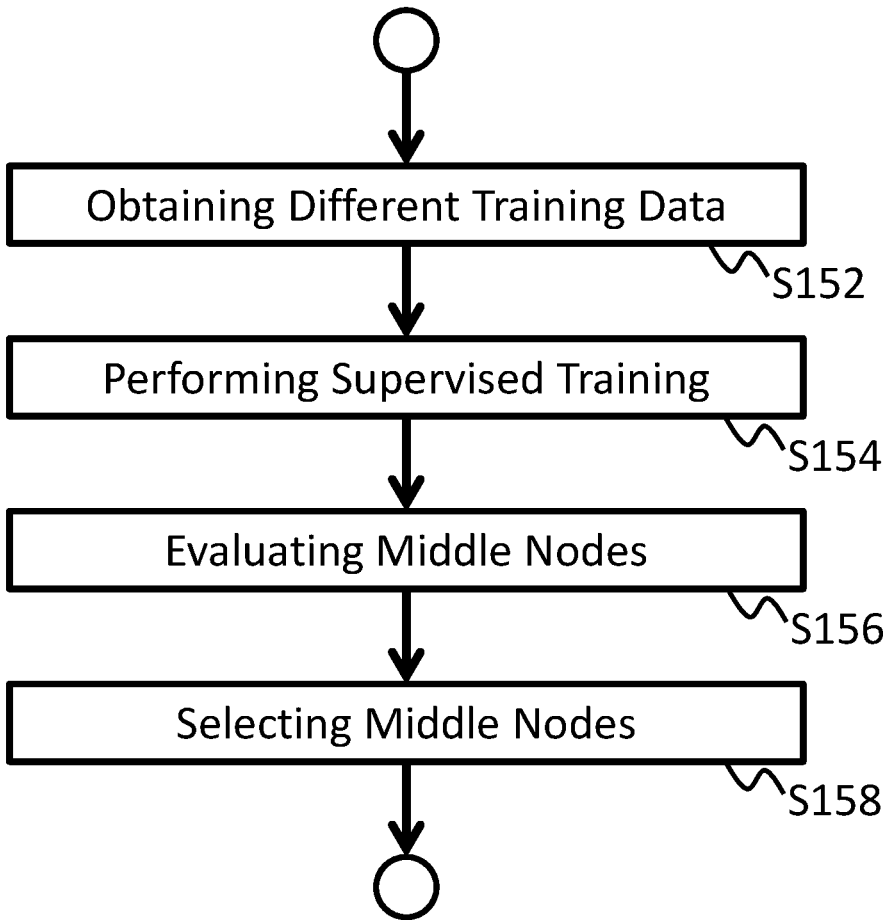 Obtaining Different Training Data
S152
Performing Supervised Training
S154
Evaluating Middle Nodes
S156
Selecting Middle Nodes
S158